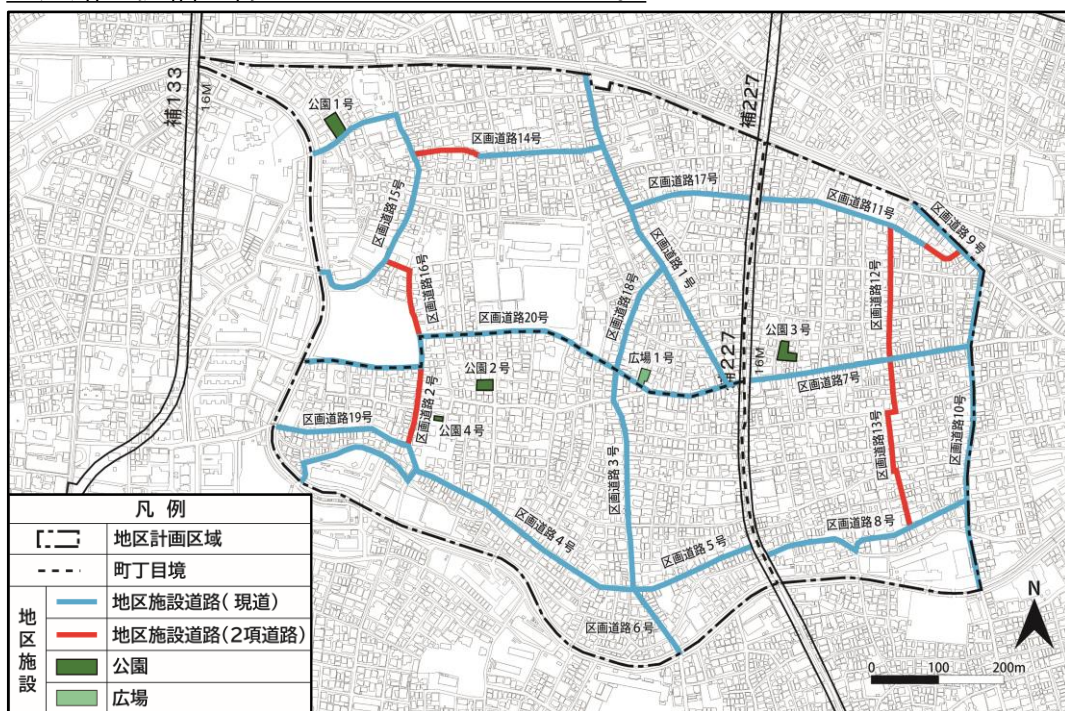 補133
16M
公園1号
区画道路14号
補227
区画道路17号
区画道路11号
区画道路9号
区画道路15号
区画道路16号
区画道路1号
区画道路18号
区画道路12号
区画道路20号
広場1号
補227
16M
公園3号
公園2号
区画道路7号
区画道路2号
公園4号
区画道路19号
区画道路3号
区画道路13号
区画道路10号
区画道路8号
区画道路4号
区画道路5号
区画道路6号
凡例
地区計画区域
町丁目境
地区施設
地区施設道路(現道)
地区施設道路(2項道路)
公園
広場
N
0 100 200m